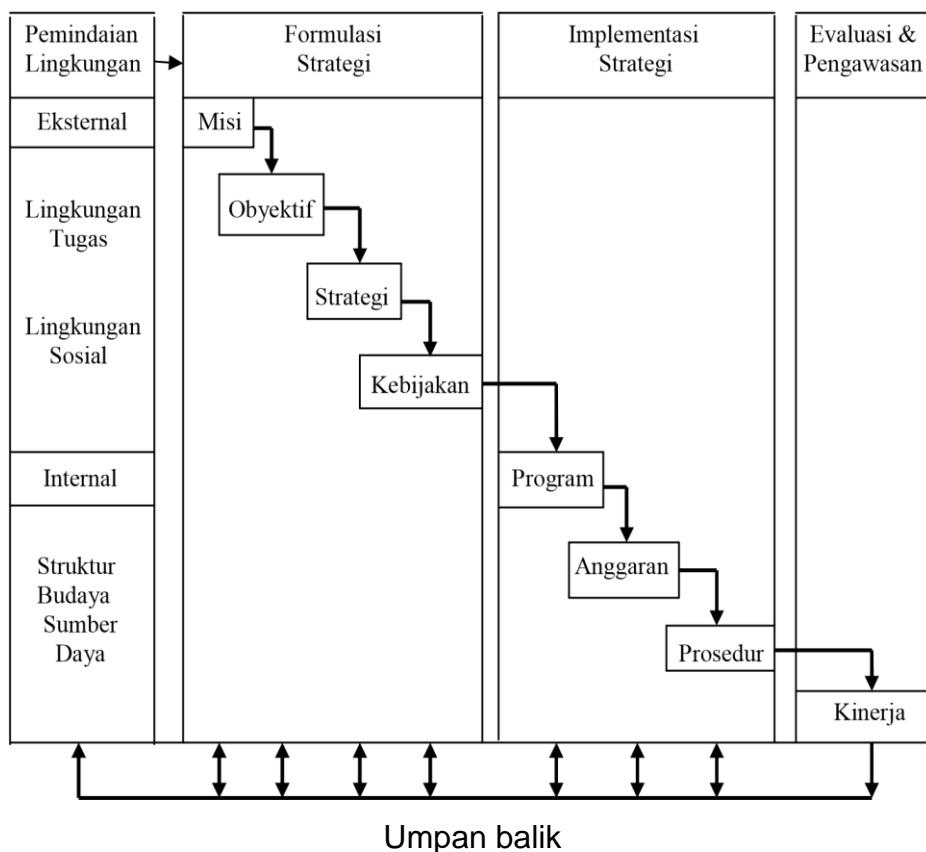 Pemindaian
Lingkungan
Formulasi
Strategi
Implementasi
Strategi
Evaluasi &
Pengawasan
Eksternal
Misi
Lingkungan
Tugas
Obyektif
Strategi
Lingkungan
Sosial
Kebijakan
Internal
Program
Struktur
Budaya
Sumber
Daya
Anggaran
Prosedur
Kinerja
Umpan balik